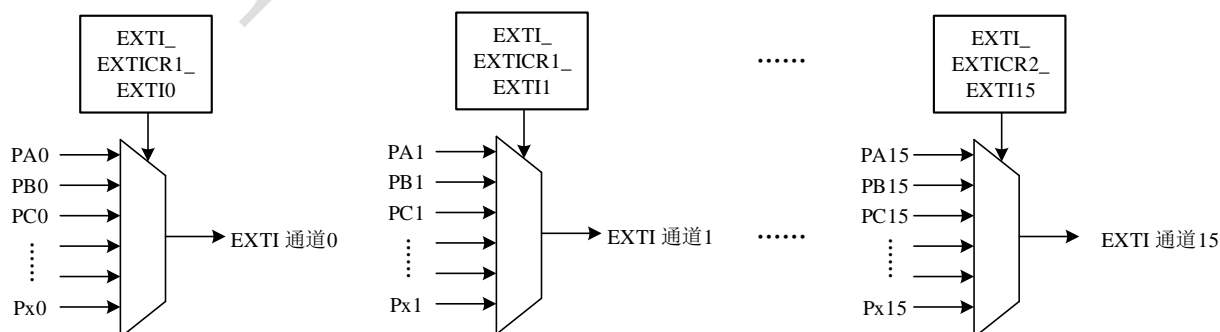 EXTI_
EXTICR1_
EXTI0
PA0
PB0
PC0
......
Px0
EXTI 通道0
EXTI_
EXTICR1_
EXTI1
PA1
PB1
PC1
......
Px1
EXTI 通道1
......
......
EXTI_
EXTICR2_
EXTI15
PA15
PB15
PC15
......
Px15
EXTI 通道15